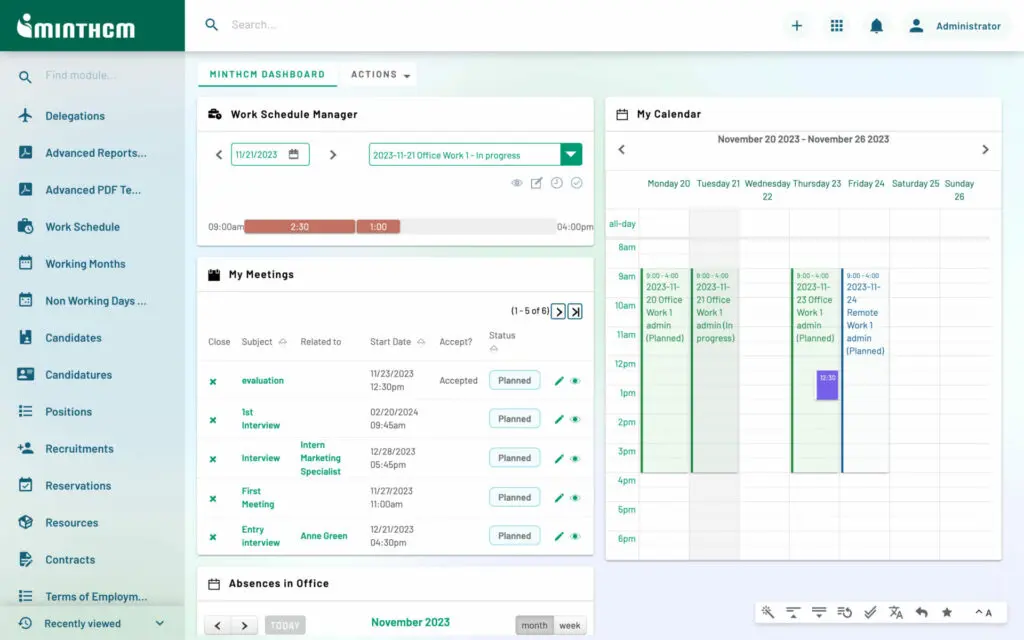 MINTHCM
Search...
Administrator
Find module...
Delegations
Advanced Reports...
Advanced PDF Te...
Work Schedule
Working Months
Non Working Days ...
Candidates
Candidatures
Positions
Recruitments
Reservations
Resources
Contracts
Terms of Employm...
Recently viewed
MINTHCM DASHBOARD
ACTIONS
Work Schedule Manager
11/21/2023
2023-11-21 Office Work 1 - In progress
09:00am
2:30
1:00
04:00pm
My Meetings
(1 - 5 of 6)
Close Subject Related to Start Date Accept? Status
evaluation 11/23/2023 12:30pm Accepted Planned
1st Interview 02/20/2024 09:45am Planned
Interview Intern Marketing Specialist 12/28/2023 05:45pm Planned
First Meeting 11/27/2023 11:00am Planned
Entry interview Anne Green 12/21/2023 04:30pm Planned
Absences in Office
TODAY
November 2023
month
week
My Calendar
November 20 2023 - November 26 2023
Monday 20 Tuesday 21 Wednesday 22 Thursday 23 Friday 24 Saturday 25 Sunday 26
all-day
8am
9am
10am
11am
12pm
1pm
2pm
3pm
4pm
5pm
6pm
9:00 - 4:00
2023-11-
20 Office
Work 1
admin
(Planned)
9:00 - 4:00
2023-11-
21 Office
Work 1
admin (In
progress)
9:00 - 4:00
2023-11-
23 Office
Work 1
admin
(Planned)
12:30
9:00 - 4:00
2023-11-
24
Remote
Work 1
admin
(Planned)
A